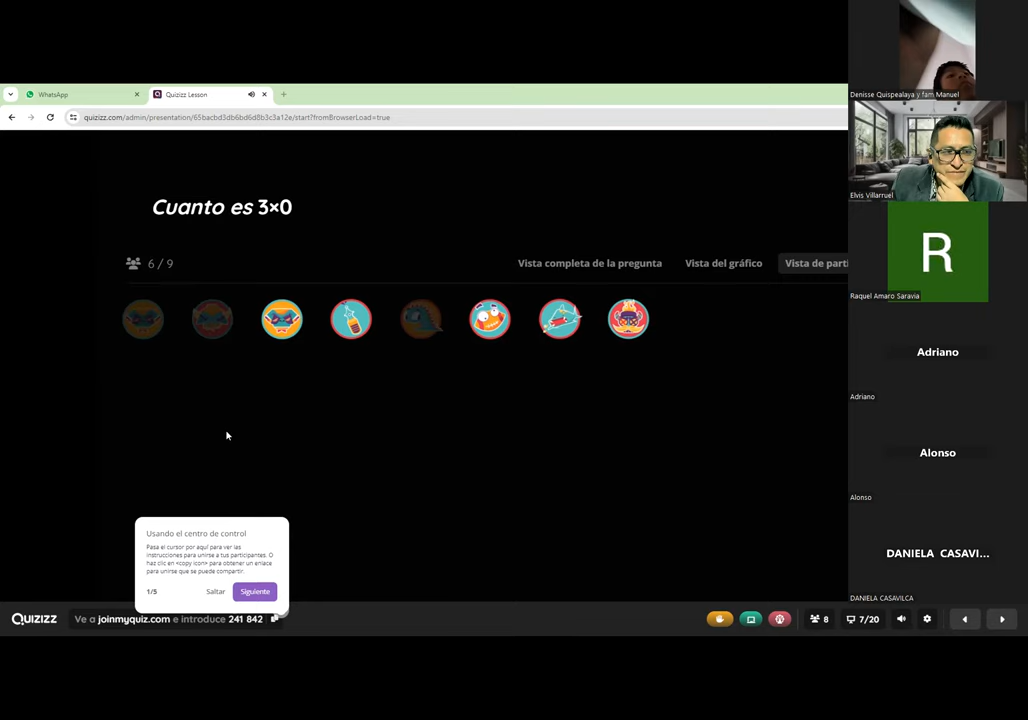 WhatsApp
Quizizz Lesson
quizizz.com/admin/presentation/65bacbd3db6bd6d8b3c3a12e/start?fromBrowserLoad=true
Cuanto es 3×0
6 / 9
Vista completa de la pregunta
Vista del gráfico
Vista de parti
Usando el centro de control
Pasa el cursor por aquí para ver las
instrucciones para unirse a tus participantes. O
haz clic en <copy icon> para obtener un enlace
para unirse que se puede compartir.
1/5
Saltar
Siguiente
QUIZIZZ
Ve a joinmyquiz.com e introduce 241 842
8
7/20
Denisse Quispealaya y fam Manuel
Elvis Villarruel
R
Raquel Amaro Saravia
Adriano
Adriano
Alonso
Alonso
DANIELA CASAVI...
DANIELA CASAVILCA